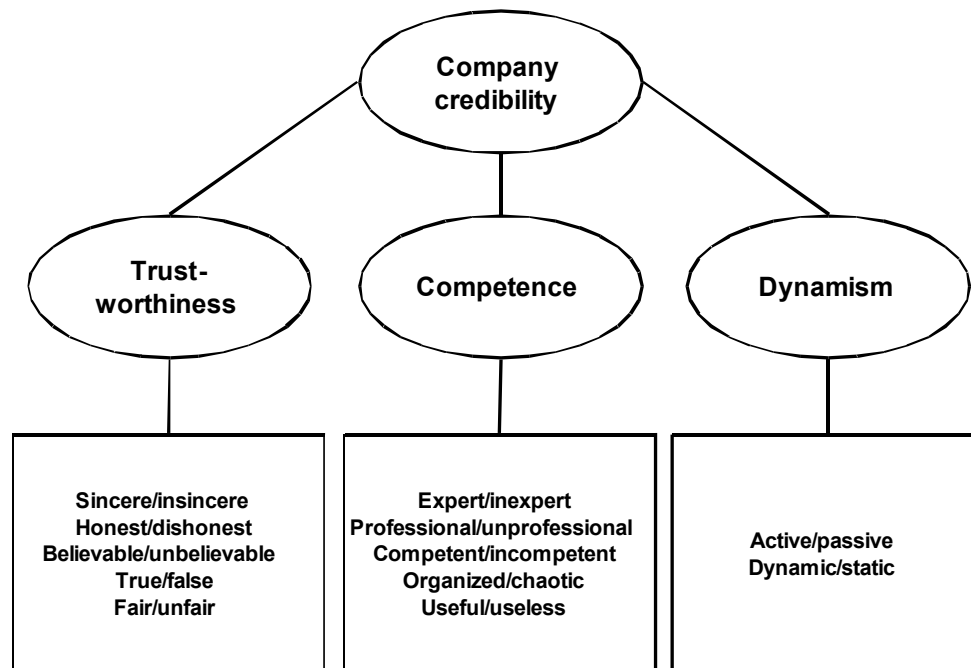 Company
credibility
Trust-
worthiness
Competence
Dynamism
Sincere/insincere
Honest/dishonest
Believable/unbelievable
True/false
Fair/unfair
Expert/inexpert
Professional/unprofessional
Competent/incompetent
Organized/chaotic
Useful/useless
Active/passive
Dynamic/static